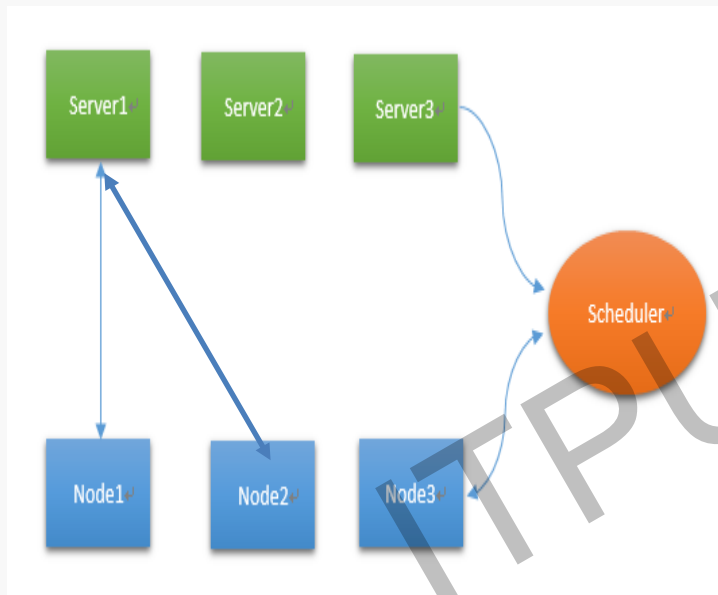 Server1
Server2
Server3
Scheduler
Node1
Node2
Node3
ITPU